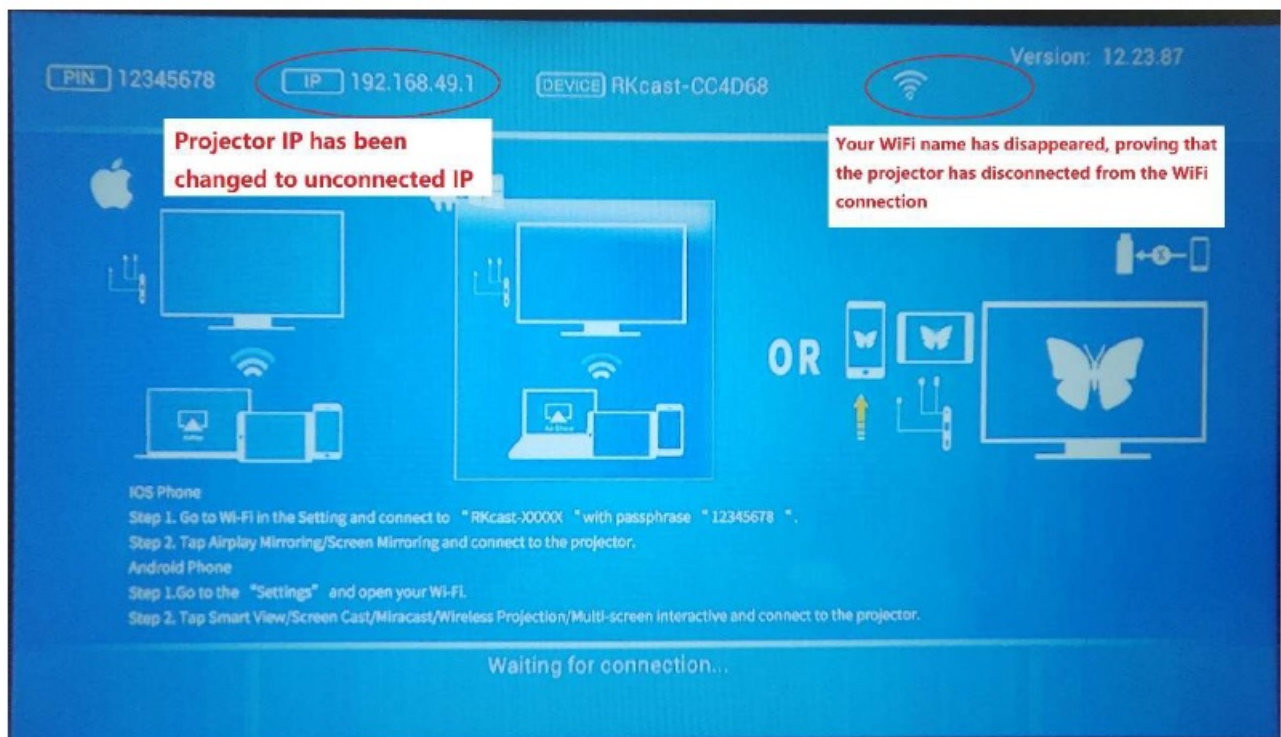 PIN 12345678
IP 192.168.49.1
DEVICE RKcast-CC4D68
Version: 12.23.87
Projector IP has been
changed to unconnected IP
Your WiFi name has disappeared, proving that
the projector has disconnected from the WiFi
connection
OR
IOS Phone
Step 1. Go to Wi-Fi in the Setting and connect to “RKcast-XXXXX “with passphrase “12345678 “.
Step 2. Tap Airplay Mirroring/Screen Mirroring and connect to the projector.
Android Phone
Step 1.Go to the “Settings” and open your Wi-Fi.
Step 2. Tap Smart View/Screen Cast/Miracast/Wireless Projection/Multi-screen interactive and connect to the projector.
Waiting for connection...